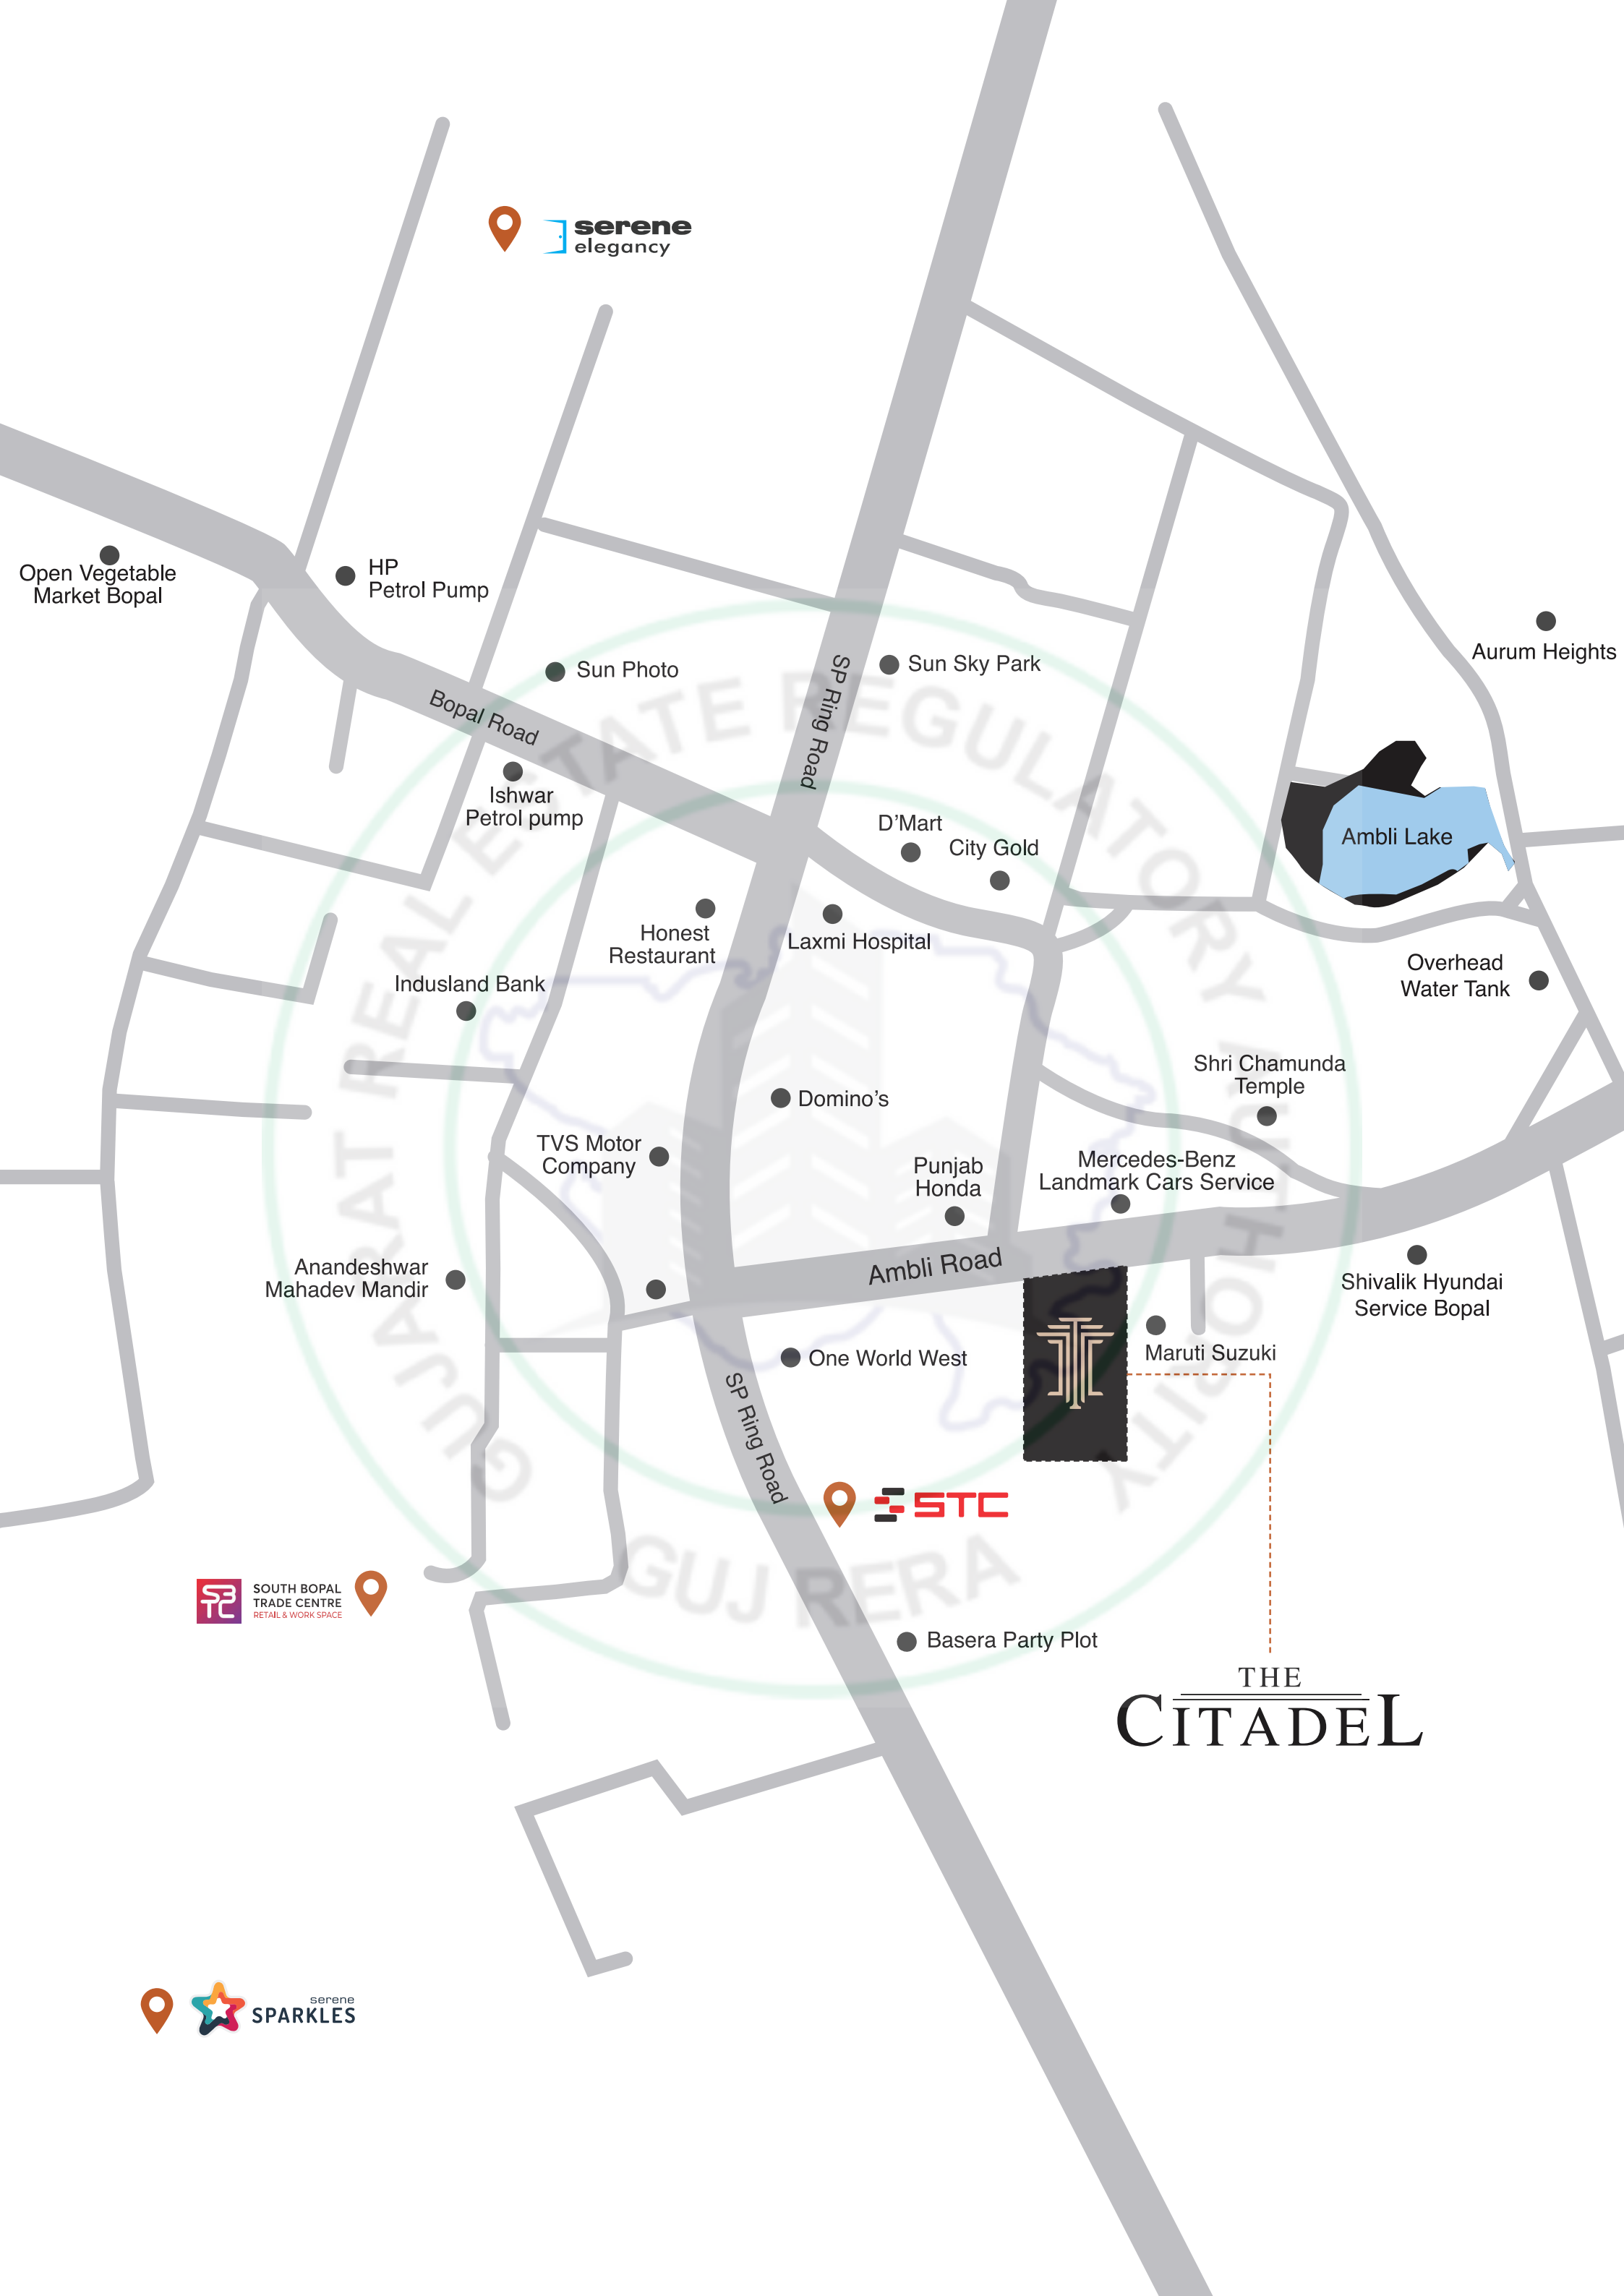 serene
elegancy
Open Vegetable
Market Bopal
HP
Petrol Pump
Aurum Heights
Sun Photo
SP Ring Road
Sun Sky Park
Bopal Road
Ishwar
Petrol pump
D'Mart
City Gold
Ambli Lake
Honest
Restaurant
Laxmi Hospital
Indusland Bank
Overhead
Water Tank
Shri Chamunda
Temple
Domino's
TVS Motor
Company
Punjab
Honda
Mercedes-Benz
Landmark Cars Service
Anandeshwar
Mahadev Mandir
Ambli Road
Shivalik Hyundai
Service Bopal
Maruti Suzuki
One World West
SP Ring Road
STC
SBTC
SOUTH BOPAL
TRADE CENTRE
RETAIL & WORK SPACE
Basera Party Plot
THE
CITADEL
serene
SPARKLES
GUJARAT REAL ESTATE REGULATORY AUTHORITY
GUJ RERA